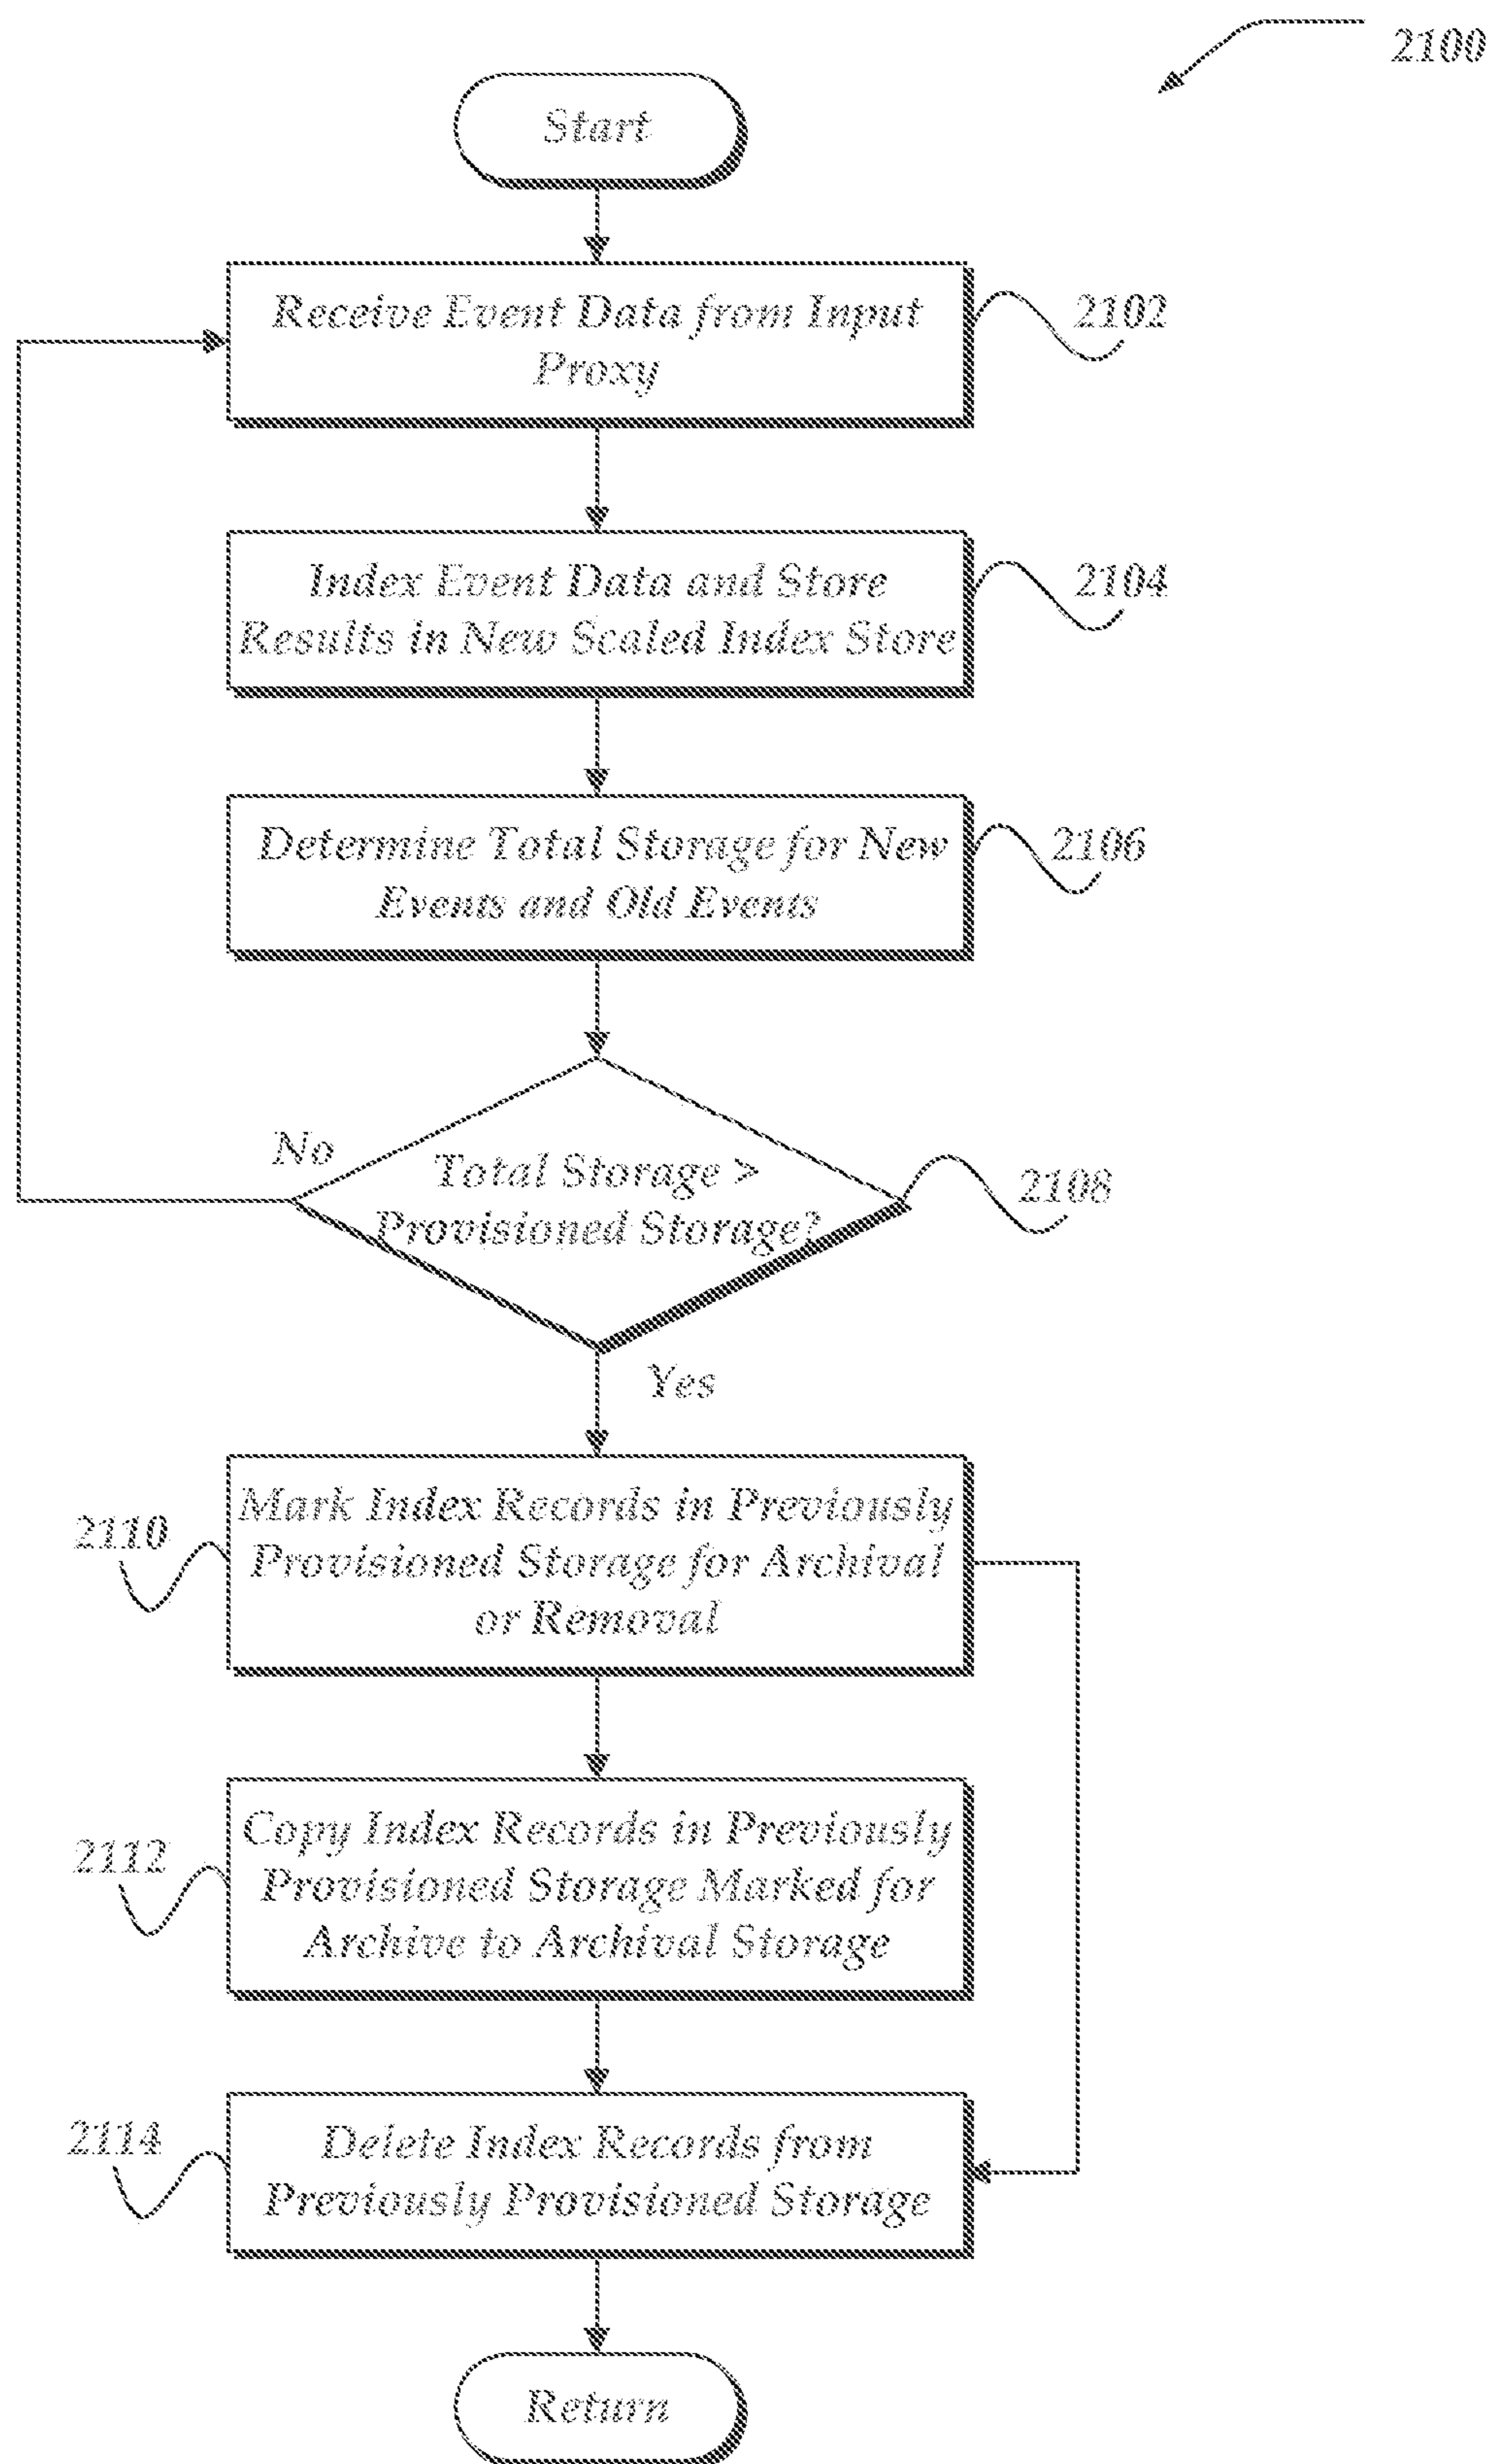 2100
Start
Receive Event Data from Input
Proxy
2102
Index Event Data and Store
Results in New Scaled Index Store
2104
Determine Total Storage for New
Events and Old Events
2106
No
Total Storage >
Provisioned Storage?
2108
Yes
Mark Index Records in Previously
Provisioned Storage for Archival
or Removal
2110
Copy Index Records in Previously
Provisioned Storage Marked for
Archive to Archival Storage
2112
Delete Index Records from
Previously Provisioned Storage
2114
Return